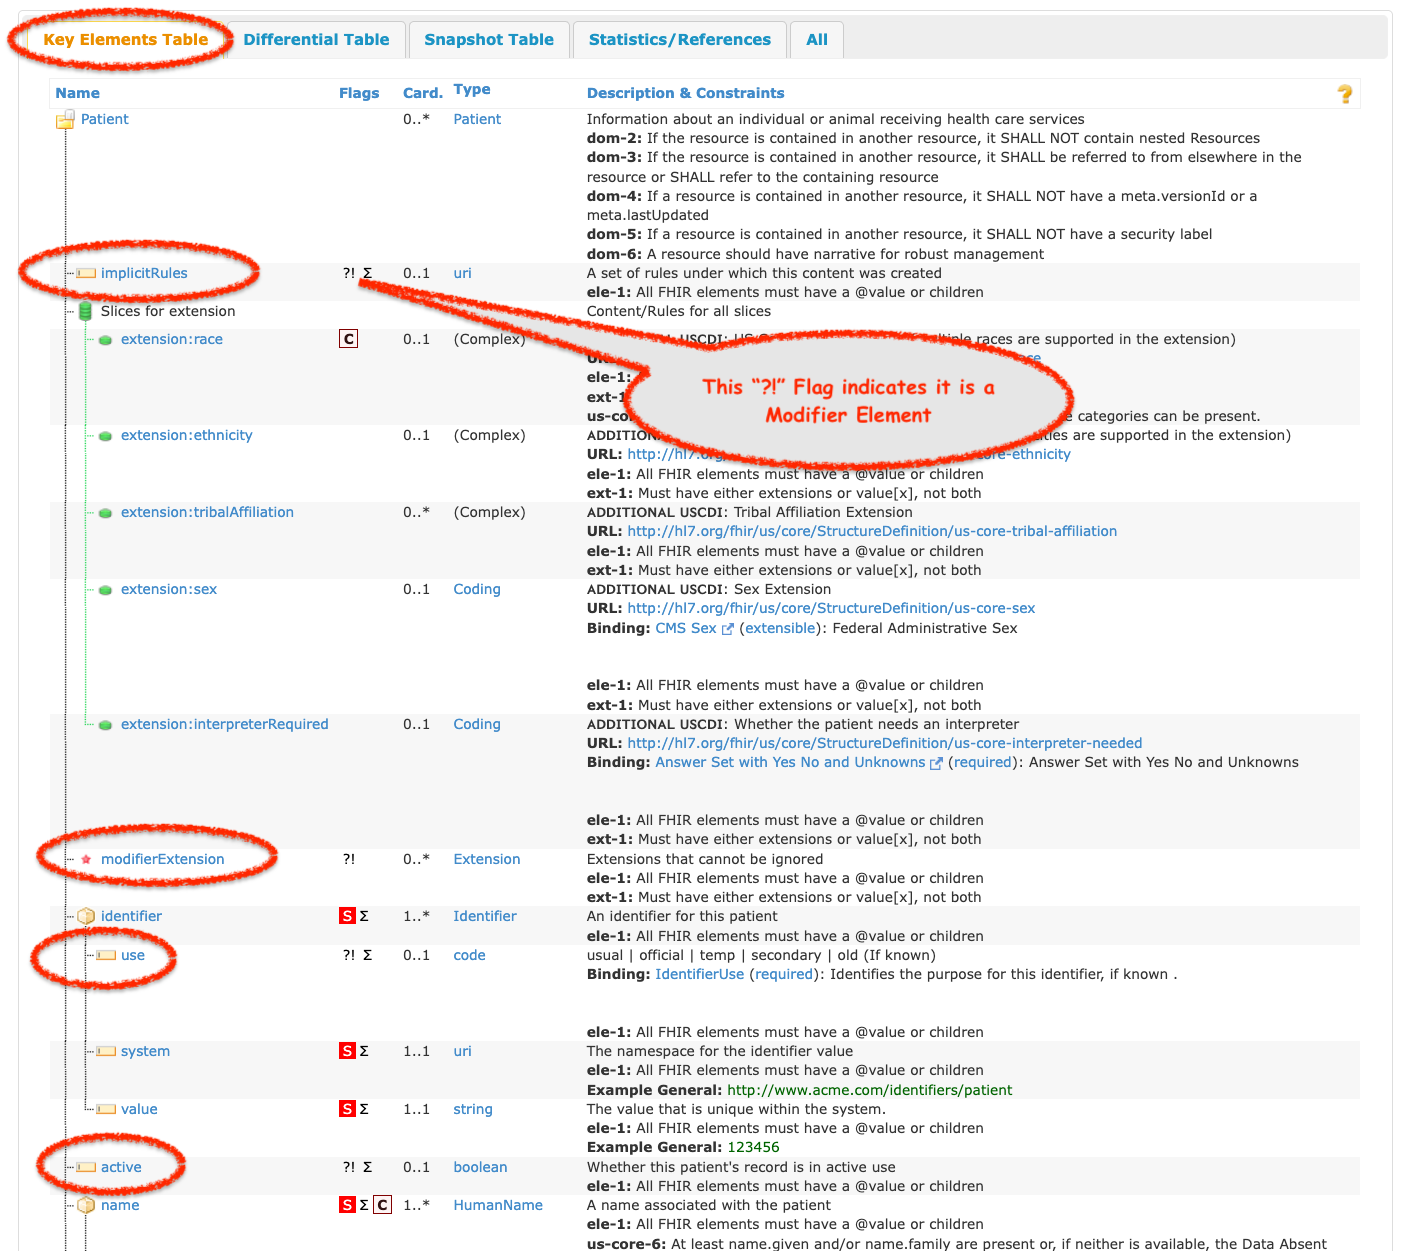 Key Elements Table Differential Table Snapshot Table Statistics/References All
Name Flags Card. Type Description & Constraints ?
Patient 0..* Patient Information about an individual or animal receiving health care services
dom-2: If the resource is contained in another resource, it SHALL NOT contain nested Resources
dom-3: If the resource is contained in another resource, it SHALL be referred to from elsewhere in the
resource or SHALL refer to the containing resource
dom-4: If a resource is contained in another resource, it SHALL NOT have a meta.versionId or a
meta.lastUpdated
dom-5: If a resource is contained in another resource, it SHALL NOT have a security label
dom-6: A resource should have narrative for robust management
implicitRules ?! Σ 0..1 uri A set of rules under which this content was created
ele-1: All FHIR elements must have a @value or children
Slices for extension Content/Rules for all slices
extension:race C 0..1 (Complex) USCDI: races are supported in the extension)
ele-1:
This "?!" Flag indicates it is a
Modifier Element
ext-1
us-co categories can be present.
extension:ethnicity 0..1 (Complex) ADDITION are supported in the extension)
URL: http://hl7.org/fh core-ethnicity
ele-1: All FHIR elements must have a @value or children
ext-1: Must have either extensions or value[x], not both
extension:tribalAffiliation 0..* (Complex) ADDITIONAL USCDI: Tribal Affiliation Extension
URL: http://hl7.org/fhir/us/core/StructureDefinition/us-core-tribal-affiliation
ele-1: All FHIR elements must have a @value or children
ext-1: Must have either extensions or value[x], not both
extension:sex 0..1 Coding ADDITIONAL USCDI: Sex Extension
URL: http://hl7.org/fhir/us/core/StructureDefinition/us-core-sex
Binding: CMS Sex (extensible): Federal Administrative Sex
ele-1: All FHIR elements must have a @value or children
ext-1: Must have either extensions or value[x], not both
extension:interpreterRequired 0..1 Coding ADDITIONAL USCDI: Whether the patient needs an interpreter
URL: http://hl7.org/fhir/us/core/StructureDefinition/us-core-interpreter-needed
Binding: Answer Set with Yes No and Unknowns (required): Answer Set with Yes No and Unknowns
ele-1: All FHIR elements must have a @value or children
ext-1: Must have either extensions or value[x], not both
modifierExtension ?! 0..* Extension Extensions that cannot be ignored
ele-1: All FHIR elements must have a @value or children
ext-1: Must have either extensions or value[x], not both
identifier S Σ 1..* Identifier An identifier for this patient
ele-1: All FHIR elements must have a @value or children
use ?! Σ 0..1 code usual | official | temp | secondary | old (If known)
Binding: IdentifierUse (required): Identifies the purpose for this identifier, if known .
ele-1: All FHIR elements must have a @value or children
system S Σ 1..1 uri The namespace for the identifier value
ele-1: All FHIR elements must have a @value or children
Example General: http://www.acme.com/identifiers/patient
value S Σ 1..1 string The value that is unique within the system.
ele-1: All FHIR elements must have a @value or children
Example General: 123456
active ?! Σ 0..1 boolean Whether this patient's record is in active use
ele-1: All FHIR elements must have a @value or children
name S Σ C 1..* HumanName A name associated with the patient
ele-1: All FHIR elements must have a @value or children
us-core-6: At least name.given and/or name.family are present or, if neither is available, the Data Absent